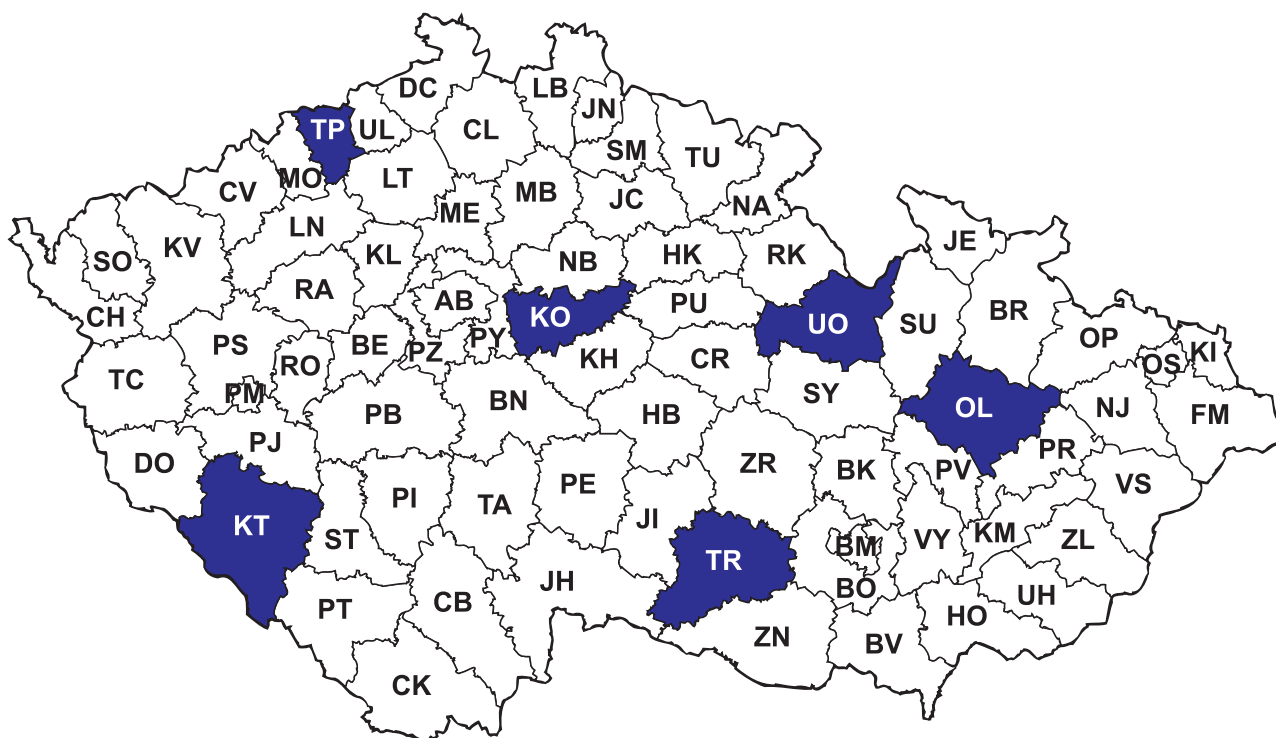 DC
LB
JN
TP
UL
CL
SM
TU
MO
CV
LT
MB
JC
NA
ME
LN
KV
SO
KL
NB
HK
RK
JE
RA
AB
CH
KO
PU
UO
SU
BR
PS
BE
PZ
PY
RO
KH
CR
OP
OS
KI
TC
PM
PB
BN
HB
SY
OL
NJ
FM
PJ
DO
PR
ZR
BK
PV
VS
KT
PI
TA
PE
JI
ST
TR
BM
VY
KM
ZL
BO
JH
CB
PT
UH
HO
ZN
BV
CK